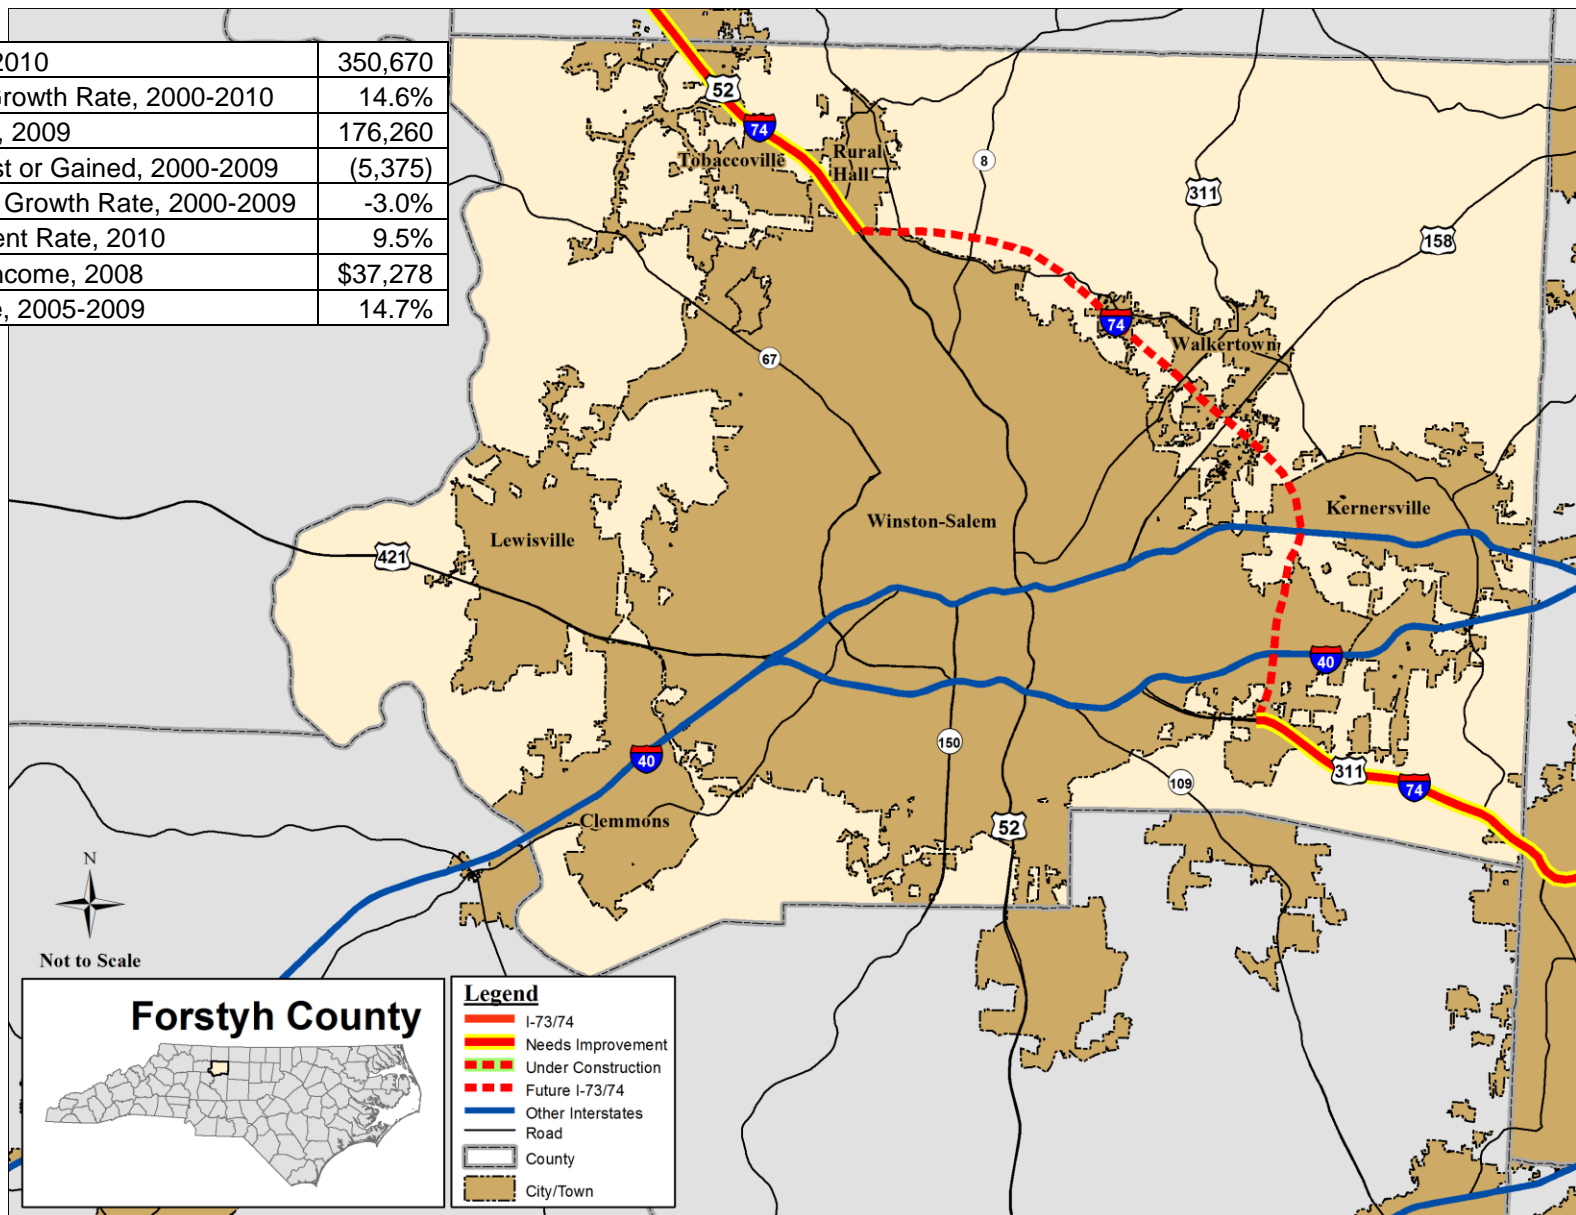 2010 350,670
Growth Rate, 2000-2010 14.6%
, 2009 176,260
st or Gained, 2000-2009 (5,375)
Growth Rate, 2000-2009 -3.0%
ent Rate, 2010 9.5%
ncome, 2008 $37,278
e, 2005-2009 14.7%
52
74
Tobaccoville
Rural
Hall
8
311
158
74
Walkertown
67
Winston-Salem
Kernersville
Lewisville
421
40
150
40
109
311
74
Clemmons
52
N
Not to Scale
Forstyh County
Legend
I-73/74
Needs Improvement
Under Construction
Future I-73/74
Other Interstates
Road
County
City/Town